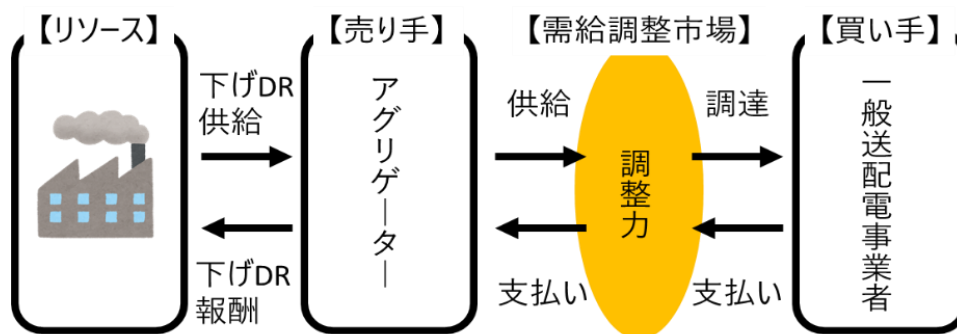 【リソース】
【売り手】
【需給調整市場】
【買い手】
下げDR
供給
下げDR
報酬
アグリゲーター
供給
支払い
調整力
調達
支払い
一般送配電事業者